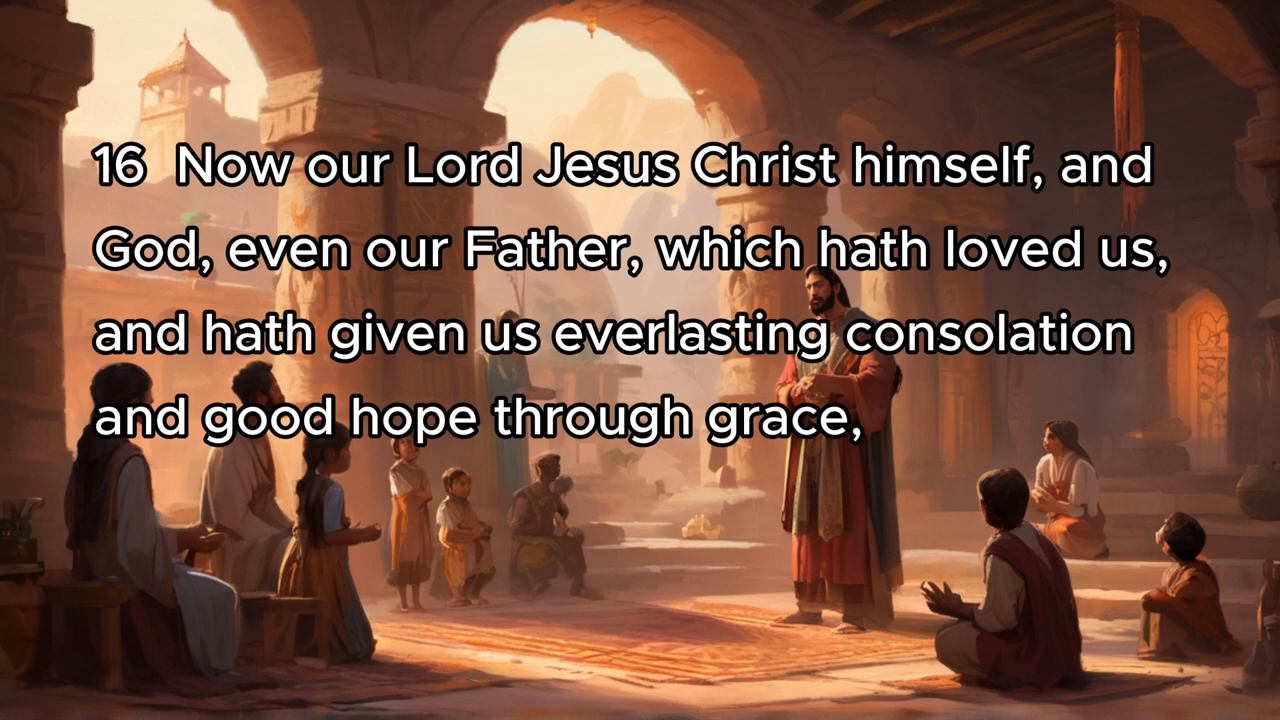 16  Now our Lord Jesus Christ himself, and
God, even our Father, which hath loved us,
and hath given us everlasting consolation
and good hope through grace,